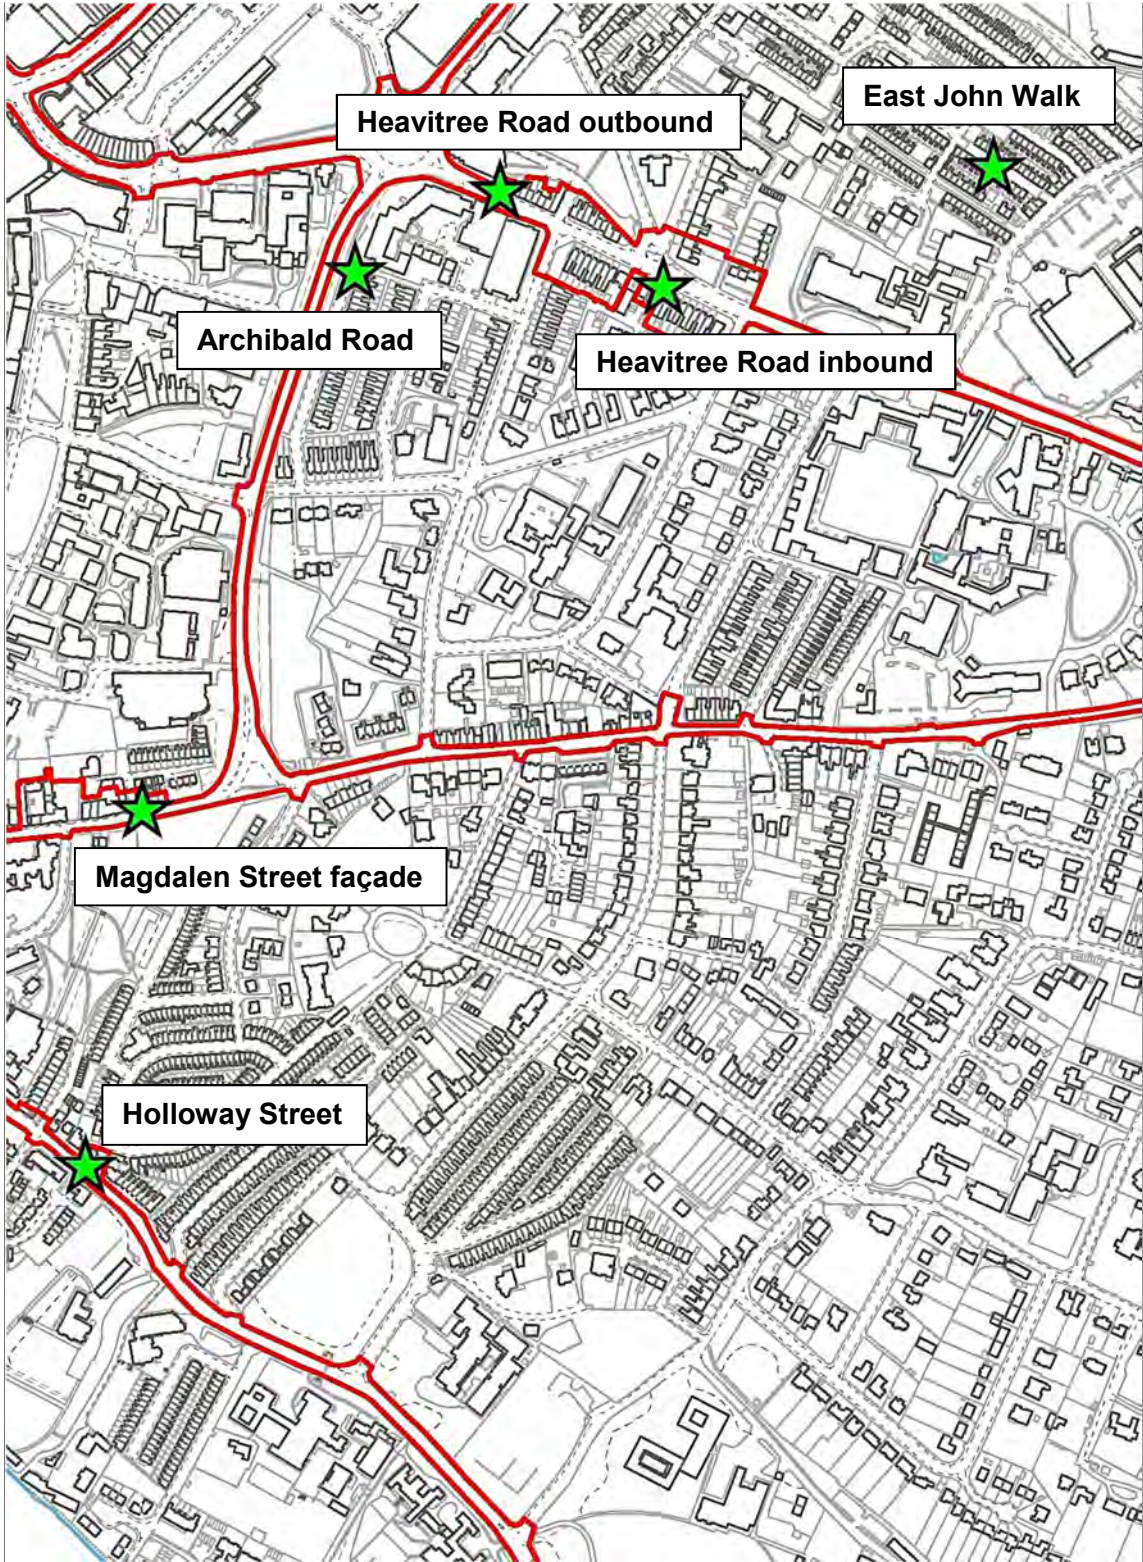 East John Walk
Heavitree Road outbound
Archibald Road
Heavitree Road inbound
Magdalen Street façade
Holloway Street